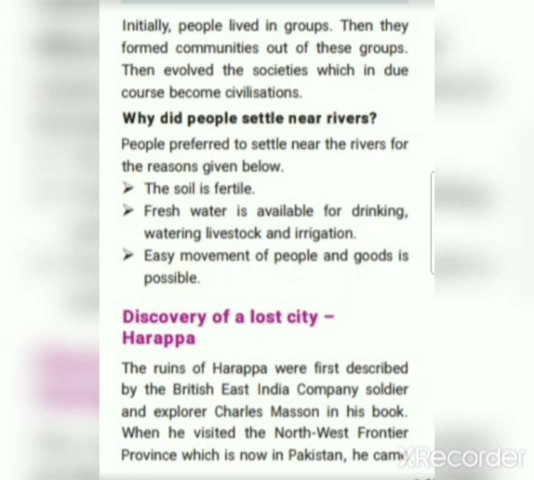 Initially, people lived in groups. Then they
formed communities out of these groups.
Then evolved the societies which in due
course become civilisations.
Why did people settle near rivers?
People preferred to settle near the rivers for
the reasons given below.
➢ The soil is fertile.
➢ Fresh water is available for drinking,
watering livestock and irrigation.
➢ Easy movement of people and goods is
possible.
Discovery of a lost city –
Harappa
The ruins of Harappa were first described
by the British East India Company soldier
and explorer Charles Masson in his book.
When he visited the North-West Frontier
Province which is now in Pakistan, he cam
XRecorder